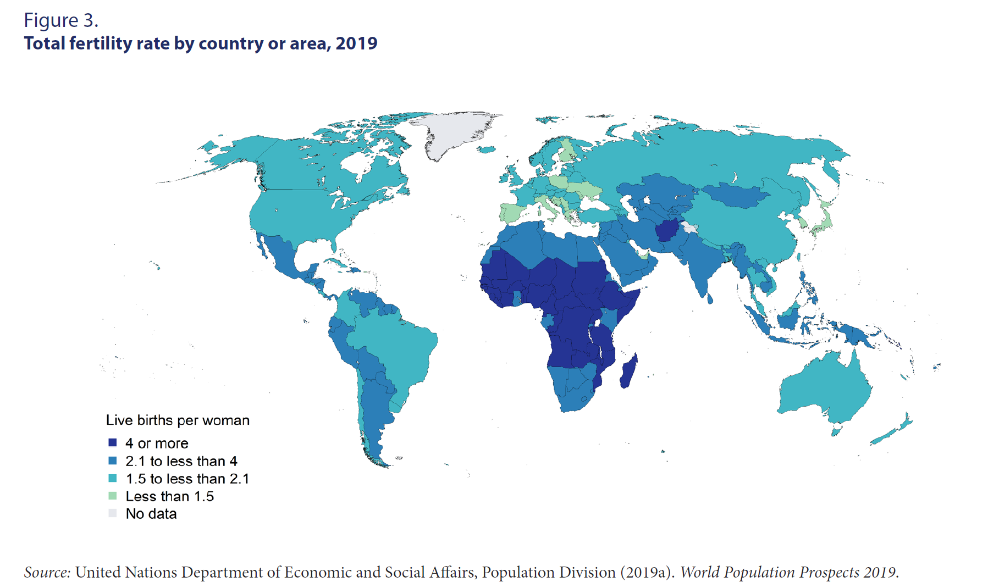 Figure 3.
Total fertility rate by country or area, 2019
Live births per woman
4 or more
2.1 to less than 4
1.5 to less than 2.1
Less than 1.5
No data
Source: United Nations Department of Economic and Social Affairs, Population Division (2019a). World Population Prospects 2019.